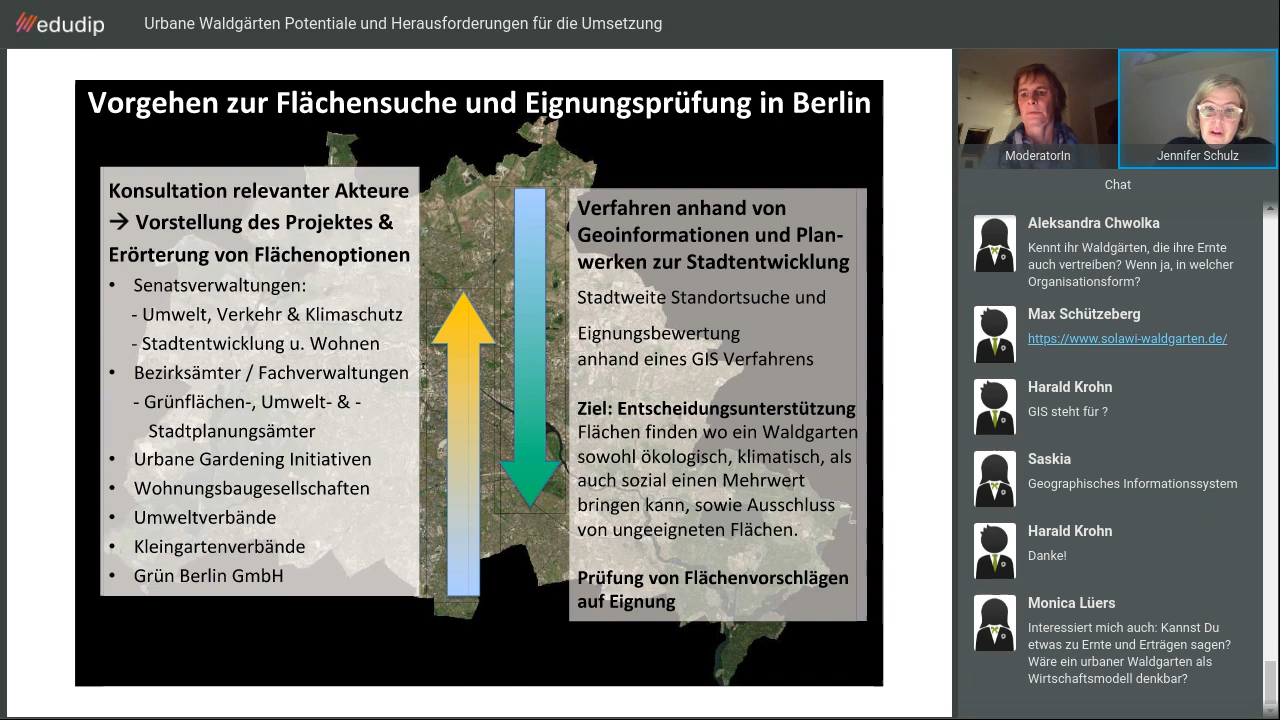 edudip
Urbane Waldgärten Potentiale und Herausforderungen für die Umsetzung
Vorgehen zur Flächensuche und Eignungsprüfung in Berlin
Konsultation relevanter Akteure
→ Vorstellung des Projektes &
Erörterung von Flächenoptionen
• Senatsverwaltungen:
- Umwelt, Verkehr & Klimaschutz
- Stadtentwicklung u. Wohnen
• Bezirksämter / Fachverwaltungen
- Grünflächen-, Umwelt- & -
Stadtplanungsämter
• Urbane Gardening Initiativen
• Wohnungsbaugesellschaften
• Umweltverbände
• Kleingartenverbände
• Grün Berlin GmbH
Verfahren anhand von
Geoinformationen und Plan-
werken zur Stadtentwicklung
Stadtweite Standortsuche und
Eignungsbewertung
anhand eines GIS Verfahrens
Ziel: Entscheidungsunterstützung
Flächen finden wo ein Waldgarten
sowohl ökologisch, klimatisch, als
auch sozial einen Mehrwert
bringen kann, sowie Ausschluss
von ungeeigneten Flächen.
Prüfung von Flächenvorschlägen
auf Eignung
ModeratorIn
Jennifer Schulz
Chat
Aleksandra Chwolka
Kennt ihr Waldgärten, die ihre Ernte
auch vertreiben? Wenn ja, in welcher
Organisationsform?
Max Schützeberg
https://www.solawi-waldgarten.de/
Harald Krohn
GIS steht für ?
Saskia
Geographisches Informationssystem
Harald Krohn
Danke!
Monica Lüers
Interessiert mich auch: Kannst Du
etwas zu Ernte und Erträgen sagen?
Wäre ein urbaner Waldgarten als
Wirtschaftsmodell denkbar?